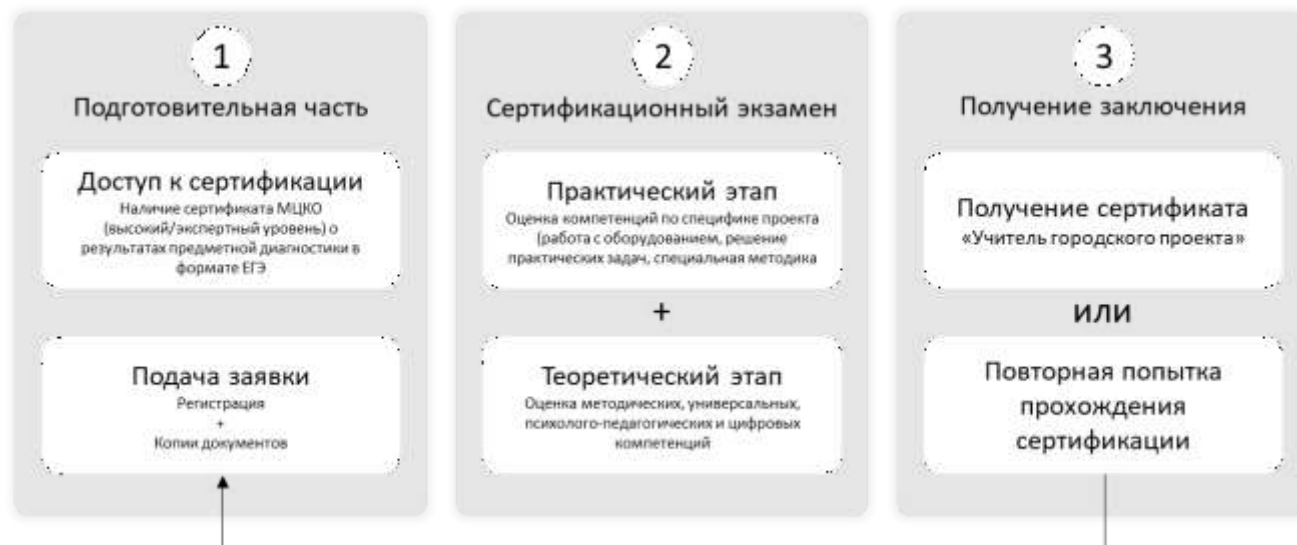 1
Подготовительная часть
Доступ к сертификации
Наличие сертификата МЦКО
(высокий/экспертный уровень) о
результатах предметной диагностики в
формате ЕГЭ
Подача заявки
Регистрация
+
Копии документов
2
Сертификационный экзамен
Практический этап
Оценка компетенций по специфике проекта
(работа с оборудованием, решение
практических задач, специальная методика
+
Теоретический этап
Оценка методических, универсальных,
психолого-педагогических и цифровых
компетенций
3
Получение заключения
Получение сертификата
«Учитель городского проекта»
ИЛИ
Повторная попытка
прохождения
сертификации